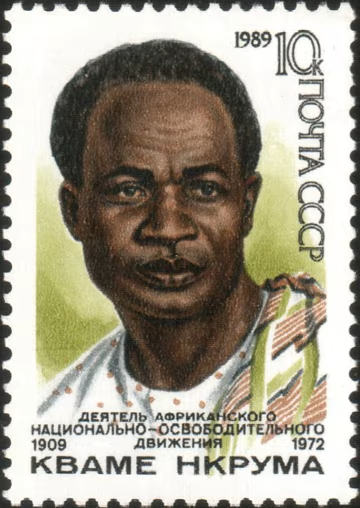 1989 10к
ПОЧТА СССР
ДЕЯТЕЛЬ АФРИКАНСКОГО
НАЦИОНАЛЬНО-ОСВОБОДИТЕЛЬНОГО
1909 ДВИЖЕНИЯ 1972
КВАМЕ НКРУМА